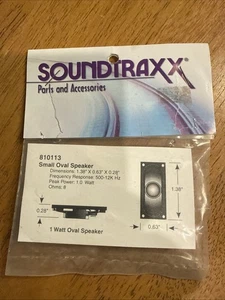 SOUNDTRAXX
Parts and Accessories
810113
Small Oval Speaker
Dimensions: 1.38" X 0.63" X 0.28"
Frequency Response: 500-12K Hz
Peak Power: 1.0 Watt
Ohms: 8
1.38"
0.28"
0.63"
1 Watt Oval Speaker